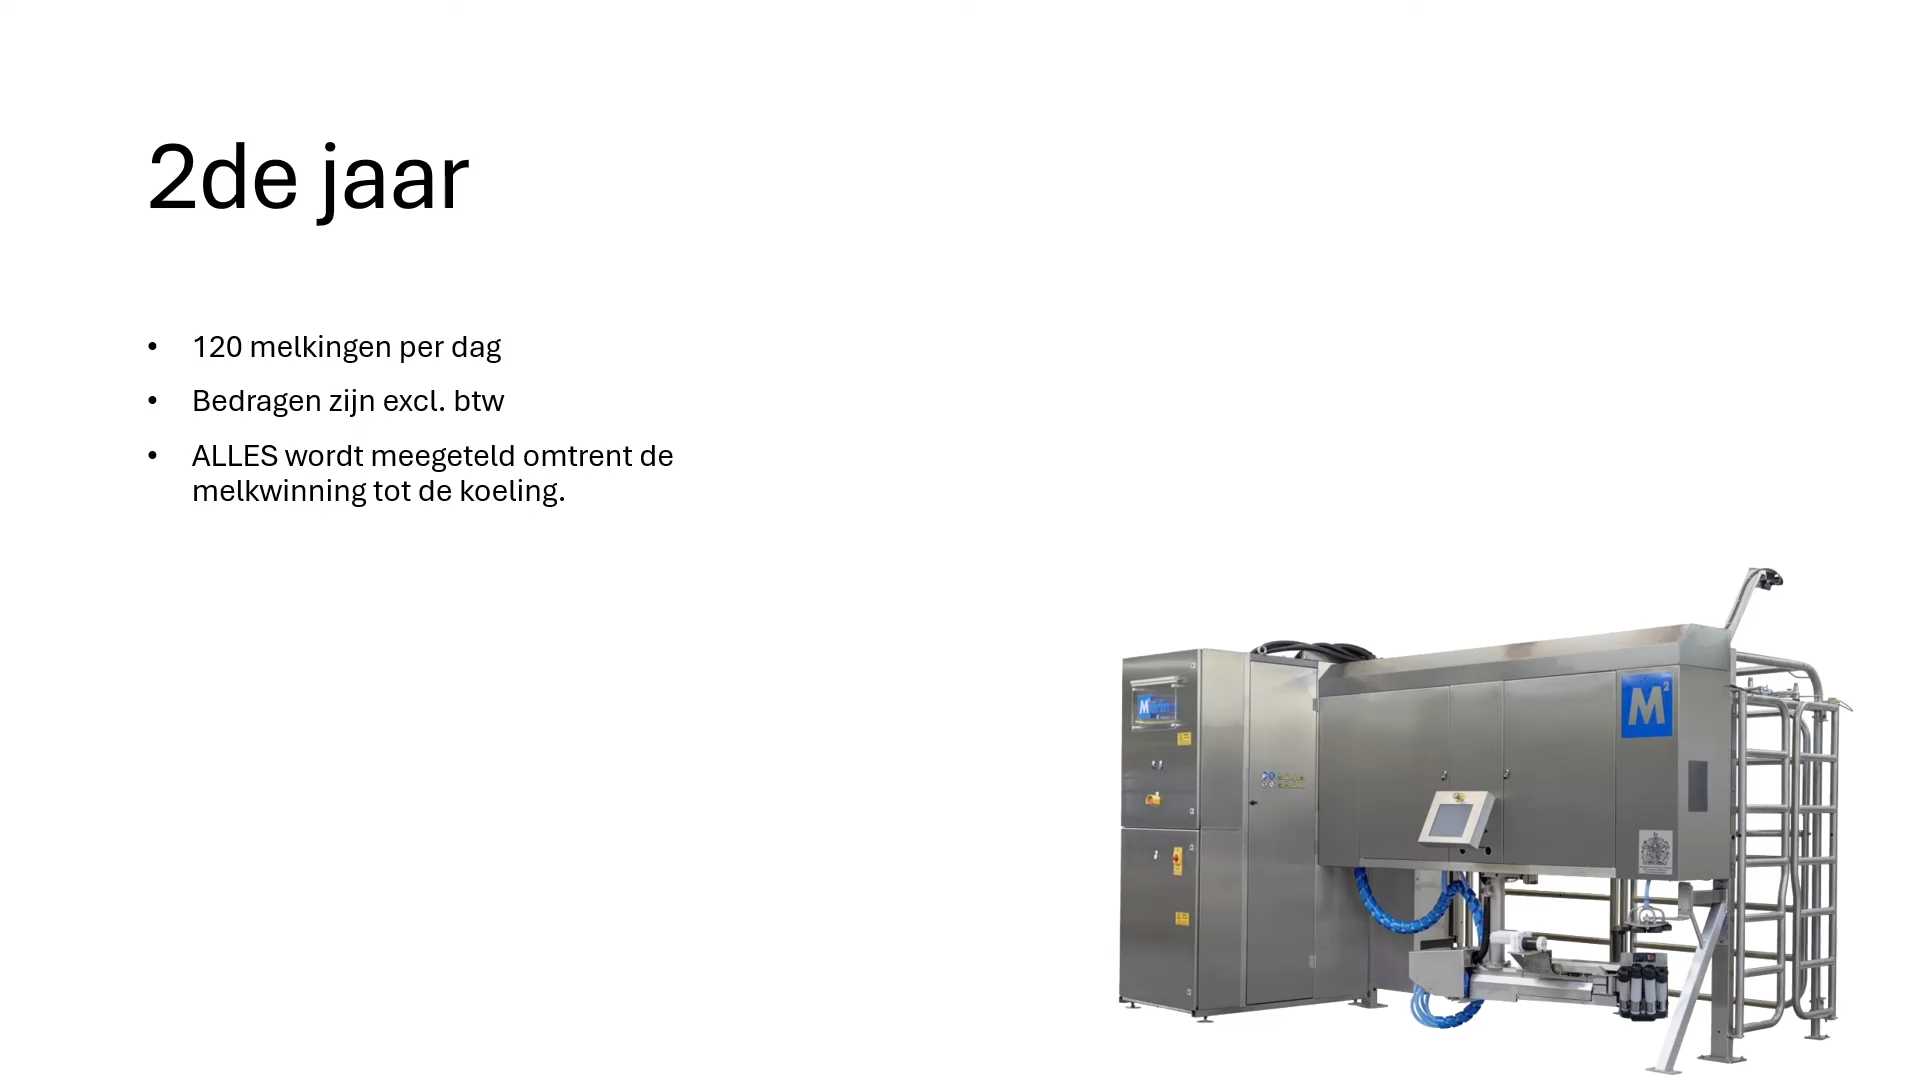 2de jaar
• 120 melkingen per dag
• Bedragen zijn excl. btw
• ALLES wordt meegeteld omtrent de
melkwinning tot de koeling.
M²